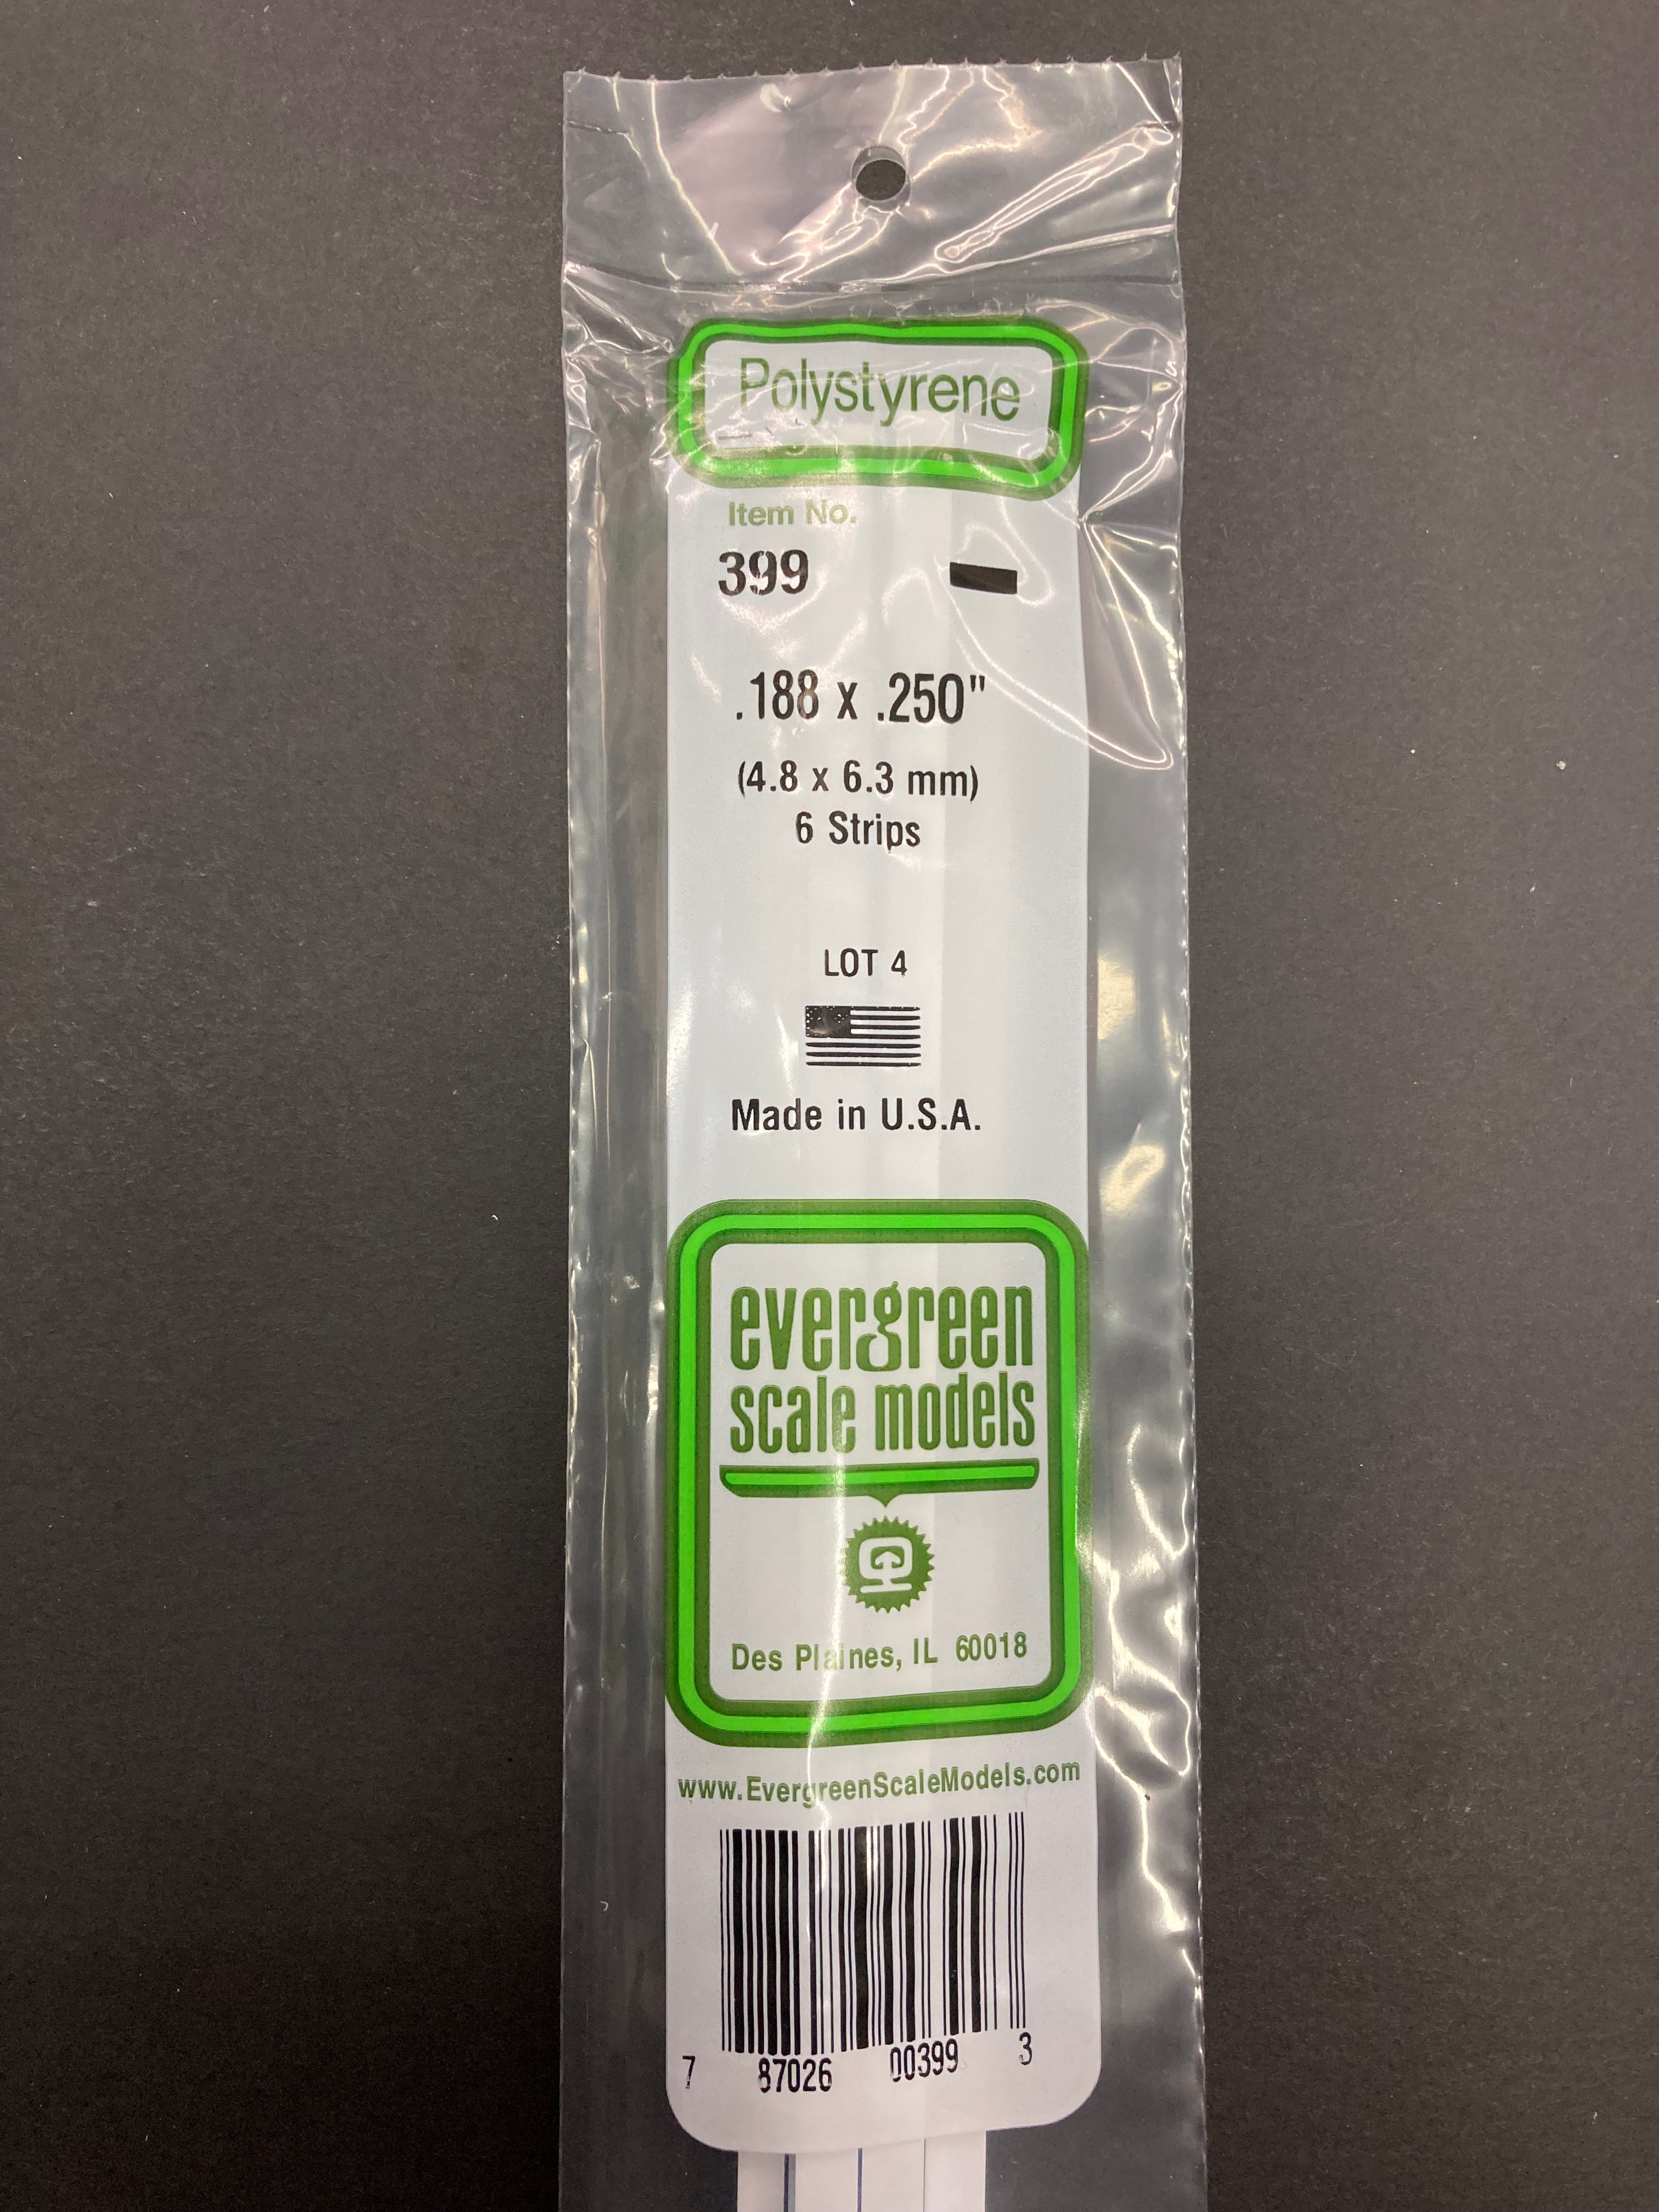 Polystyrene
Item No.
399
.188 x .250"
(4.8 x 6.3 mm)
6 Strips
LOT 4
Made in U.S.A.
evergreen
scale models
Des Plaines, IL 60018
www.EvergreenScaleModels.com
7 87026 00399 3